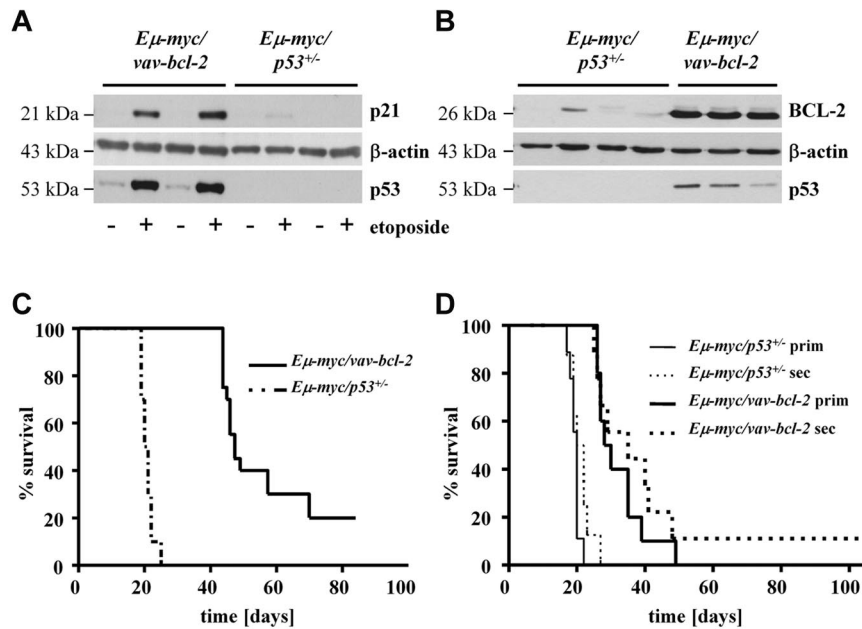 A
Eμ-myc/ vav-bcl-2
Eμ-myc/ p53+/-
21 kDa
p21
43 kDa
β-actin
53 kDa
p53
- + - + - + - +
etoposide
B
Eμ-myc/ p53+/-
Eμ-myc/ vav-bcl-2
26 kDa
BCL-2
43 kDa
β-actin
53 kDa
p53
C
% survival
100
80
60
40
20
0
0 20 40 60 80 100
time [days]
Eμ-myc/vav-bcl-2
Eμ-myc/p53+/-
D
% survival
100
80
60
40
20
0
0 20 40 60 80 100
time [days]
Eμ-myc/p53+/- prim
Eμ-myc/p53+/- sec
Eμ-myc/vav-bcl-2 prim
Eμ-myc/vav-bcl-2 sec